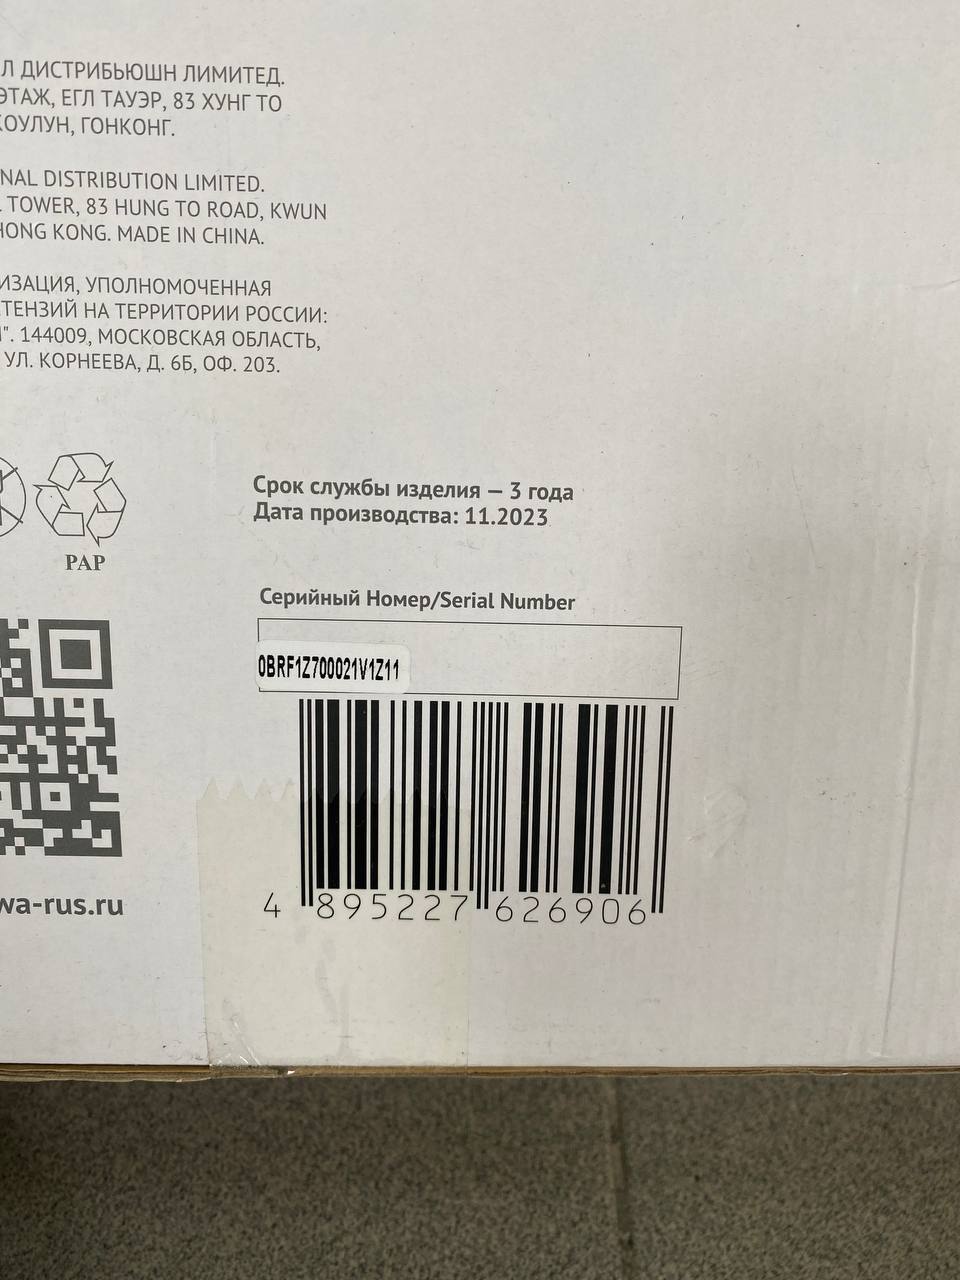 Л ДИСТРИБЬЮШН ЛИМИТЕД.
ЭТАЖ, ЕГЛ ТАУЭР, 83 ХУНГ ТО
КОУЛУН, ГОНКОНГ.
NAL DISTRIBUTION LIMITED.
TOWER, 83 HUNG TO ROAD, KWUN
HONG KONG. MADE IN CHINA.
ИЗАЦИЯ, УПОЛНОМОЧЕННАЯ
ТЕНЗИЙ НА ТЕРРИТОРИИ РОССИИ:
". 144009, МОСКОВСКАЯ ОБЛАСТЬ,
УЛ. КОРНЕЕВА, Д. 6Б, ОФ. 203.
Срок службы изделия — 3 года
Дата производства: 11.2023
PAP
Серийный Номер/Serial Number
0BRF1Z700021V1Z11
wa-rus.ru
4 895227 626906